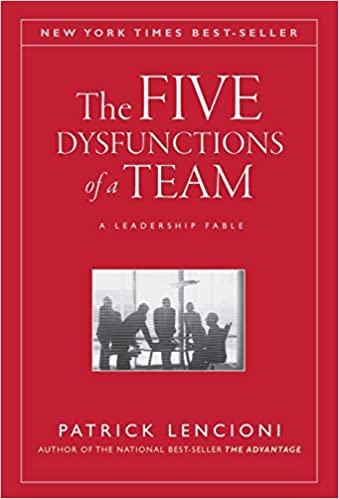 NEW YORK TIMES BEST-SELLER
The FIVE
DYSFUNCTIONS
of a TEAM
A LEADERSHIP FABLE
PATRICK LENCIONI
AUTHOR OF THE NATIONAL BEST-SELLER THE ADVANTAGE